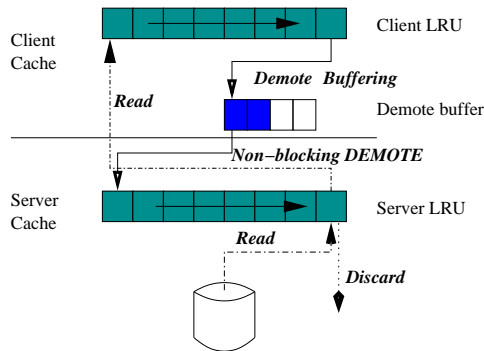 Client
Cache
Client LRU
Demote Buffering
Read
Demote buffer
Non-blocking DEMOTE
Server
Cache
Server LRU
Read
Discard